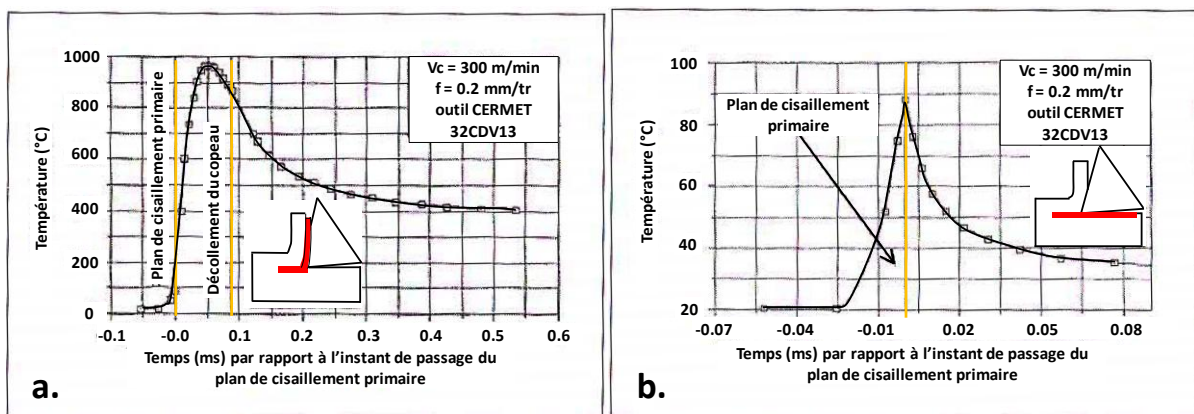 Température (°C)
1000
800
600
400
200
0
-0.1
0.0
0.1
0.2
0.3
0.4
0.5
0.6
Plan de cisaillement primaire
Décollement du copeau
Vc = 300 m/min
f = 0.2 mm/tr
outil CERMET
32CDV13
Temps (ms) par rapport à l'instant de passage du
plan de cisaillement primaire
a.
Température (°C)
100
80
60
40
20
-0.07
-0.04
-0.01
0.02
0.05
0.08
Plan de cisaillement
primaire
Vc = 300 m/min
f = 0.2 mm/tr
outil CERMET
32CDV13
Temps (ms) par rapport à l'instant de passage du
plan de cisaillement primaire
b.